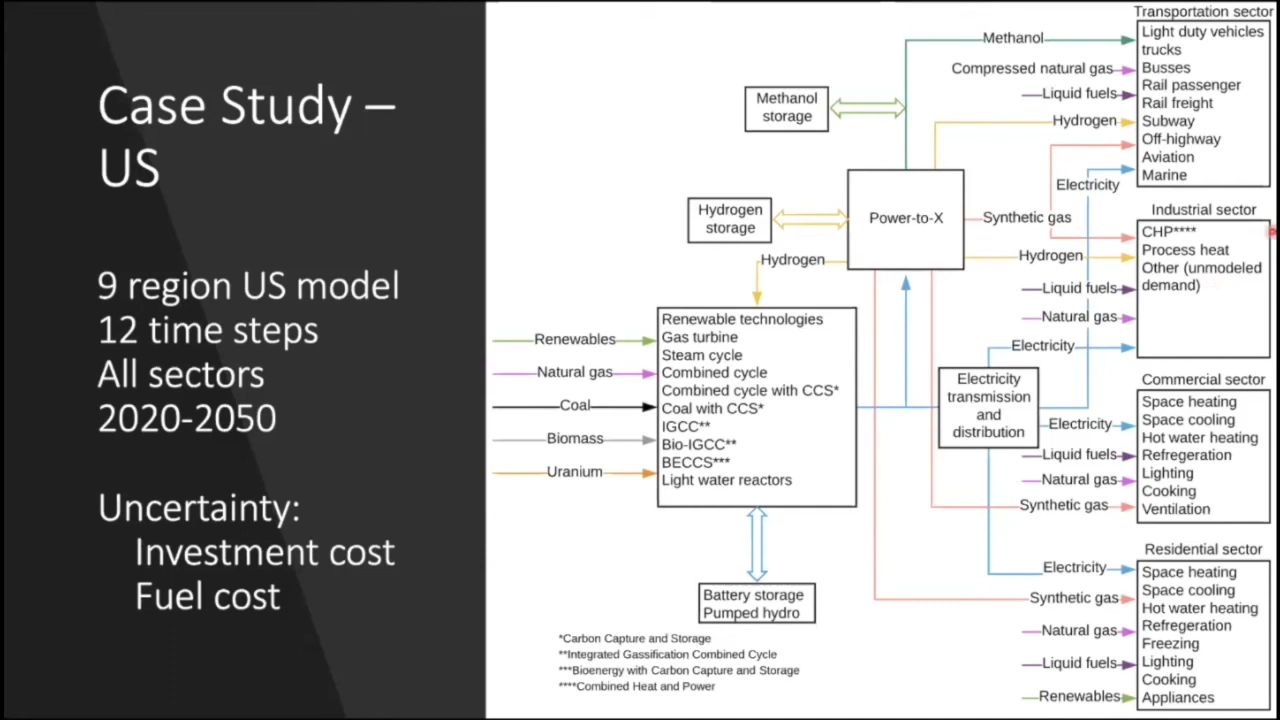 Case Study –
US
9 region US model
12 time steps
All sectors
2020-2050
Uncertainty:
Investment cost
Fuel cost
Methanol
storage
Hydrogen
storage
Power-to-X
Hydrogen
Renewables
Natural gas
Coal
Biomass
Uranium
Renewable technologies
Gas turbine
Steam cycle
Combined cycle
Combined cycle with CCS*
Coal with CCS*
IGCC**
Bio-IGCC**
BECCS***
Light water reactors
Battery storage
Pumped hydro
*Carbon Capture and Storage
**Integrated Gassification Combined Cycle
***Bioenergy with Carbon Capture and Storage
****Combined Heat and Power
Electricity
transmission
and
distribution
Transportation sector
Methanol
Compressed natural gas
Liquid fuels
Hydrogen
Synthetic gas
Electricity
Light duty vehicles
trucks
Busses
Rail passenger
Rail freight
Subway
Off-highway
Aviation
Marine
Industrial sector
Hydrogen
Liquid fuels
Natural gas
Electricity
CHP****
Process heat
Other (unmodeled
demand)
Commercial sector
Electricity
Liquid fuels
Natural gas
Synthetic gas
Space heating
Space cooling
Hot water heating
Refregeration
Lighting
Cooking
Ventilation
Residential sector
Electricity
Synthetic gas
Natural gas
Liquid fuels
Renewables
Space heating
Space cooling
Hot water heating
Refregeration
Freezing
Lighting
Cooking
Appliances